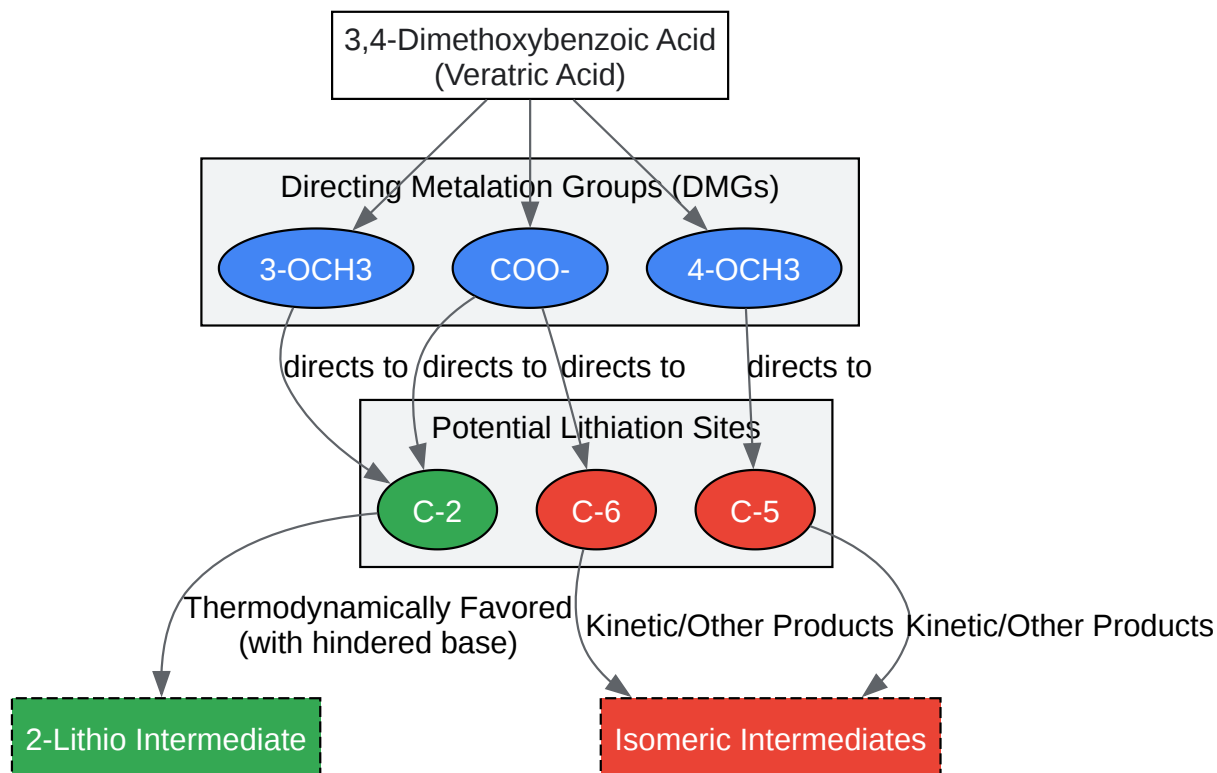 3,4-Dimethoxybenzoic Acid
(Veratric Acid)
Directing Metalation Groups (DMGs)
3-OCH3
COO-
4-OCH3
directs to
directs to
directs to
directs to
Potential Lithiation Sites
C-2
C-6
C-5
Thermodynamically Favored
(with hindered base)
Kinetic/Other Products
Kinetic/Other Products
2-Lithio Intermediate
Isomeric Intermediates